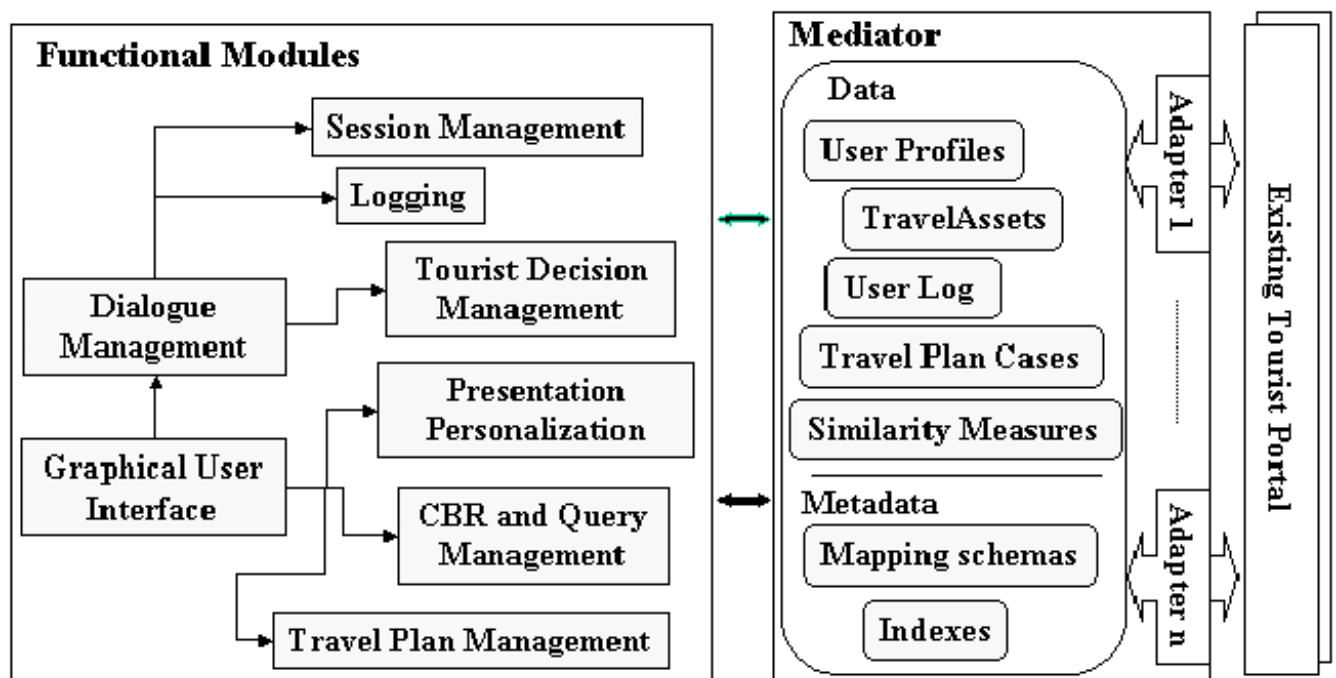 Functional Modules
Session Management
Logging
Tourist Decision
Management
Dialogue
Management
Presentation
Personalization
Graphical User
Interface
CBR and Query
Management
Travel Plan Management
Mediator
Data
User Profiles
TravelAssets
User Log
Travel Plan Cases
Similarity Measures
Metadata
Mapping schemas
Indexes
Adapter 1
Adapter n
Existing Tourist Portal